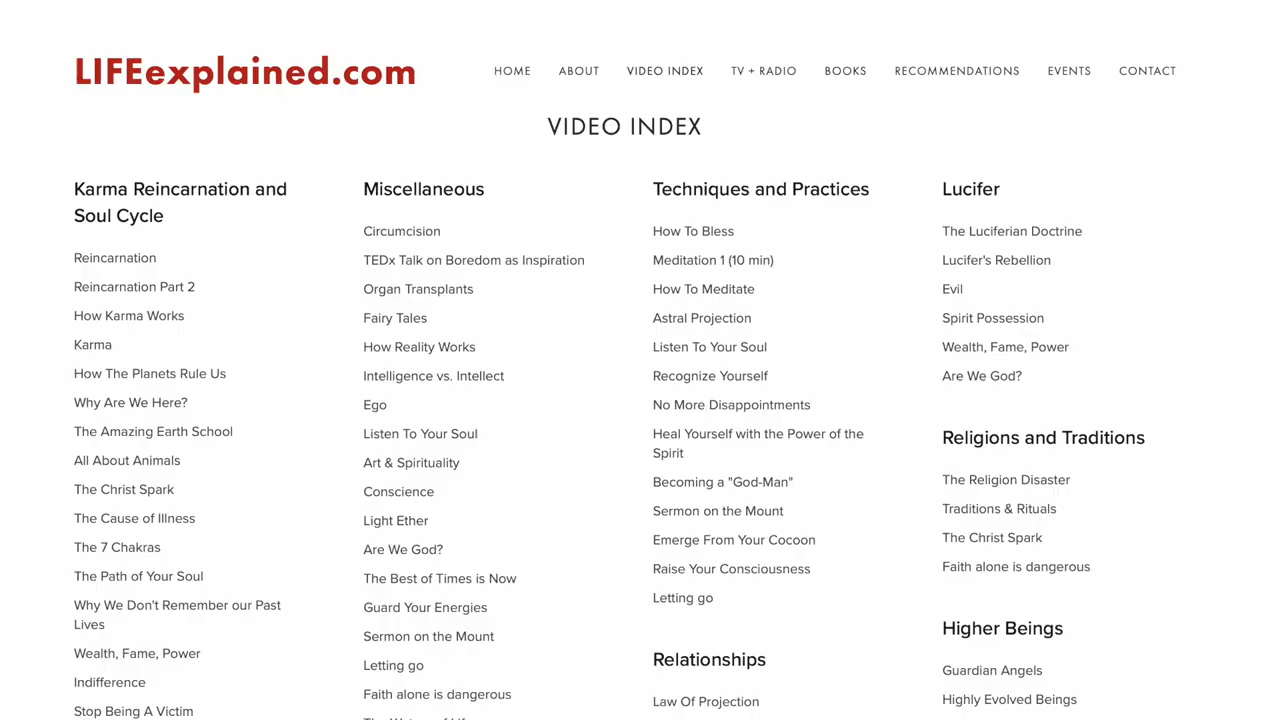 LIFEexplained.com
HOME
ABOUT
VIDEO INDEX
TV + RADIO
BOOKS
RECOMMENDATIONS
EVENTS
CONTACT
VIDEO INDEX
Karma Reincarnation and
Soul Cycle
Reincarnation
Reincarnation Part 2
How Karma Works
Karma
How The Planets Rule Us
Why Are We Here?
The Amazing Earth School
All About Animals
The Christ Spark
The Cause of Illness
The 7 Chakras
The Path of Your Soul
Why We Don't Remember our Past
Lives
Wealth, Fame, Power
Indifference
Stop Being A Victim
Miscellaneous
Circumcision
TEDx Talk on Boredom as Inspiration
Organ Transplants
Fairy Tales
How Reality Works
Intelligence vs. Intellect
Ego
Listen To Your Soul
Art & Spirituality
Conscience
Light Ether
Are We God?
The Best of Times is Now
Guard Your Energies
Sermon on the Mount
Letting go
Faith alone is dangerous
Techniques and Practices
How To Bless
Meditation 1 (10 min)
How To Meditate
Astral Projection
Listen To Your Soul
Recognize Yourself
No More Disappointments
Heal Yourself with the Power of the
Spirit
Becoming a "God-Man"
Sermon on the Mount
Emerge From Your Cocoon
Raise Your Consciousness
Letting go
Relationships
Law Of Projection
Lucifer
The Luciferian Doctrine
Lucifer's Rebellion
Evil
Spirit Possession
Wealth, Fame, Power
Are We God?
Religions and Traditions
The Religion Disaster
Traditions & Rituals
The Christ Spark
Faith alone is dangerous
Higher Beings
Guardian Angels
Highly Evolved Beings